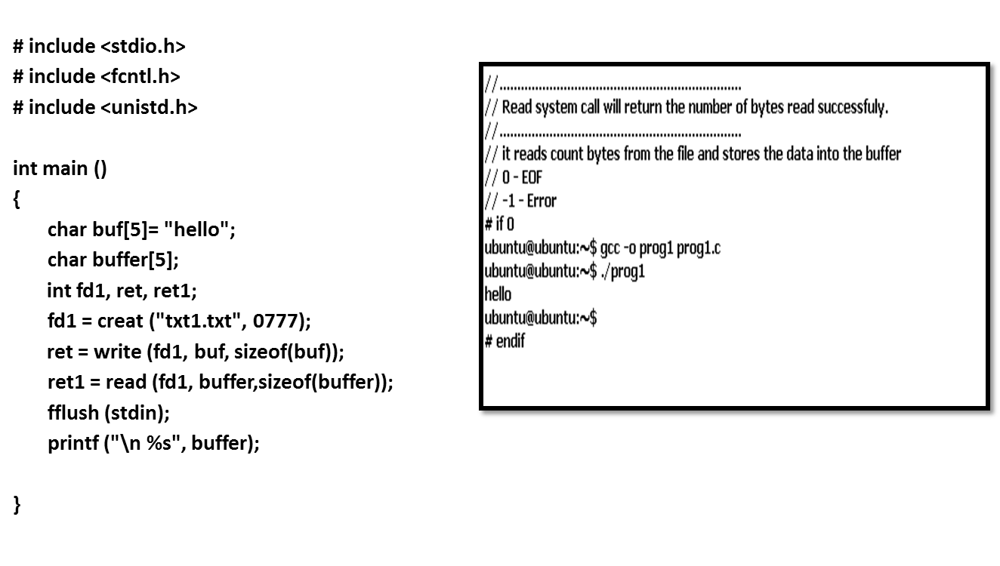 # include <stdio.h>
# include <fcntl.h>
# include <unistd.h>
int main ()
{
char buf[5]= "hello";
char buffer[5];
int fd1, ret, ret1;
fd1 = creat ("txt1.txt", 0777);
ret = write (fd1, buf, sizeof(buf));
ret1 = read (fd1, buffer,sizeof(buffer));
fflush (stdin);
printf ("\n %s", buffer);
}
//....................................................................
// Read system call will return the number of bytes read successfuly.
//....................................................................
// it reads count bytes from the file and stores the data into the buffer
// 0 - EOF
// -1 - Error
# if 0
ubuntu@ubuntu:~$ gcc -o prog1 prog1.c
ubuntu@ubuntu:~$ ./prog1
hello
ubuntu@ubuntu:~$
# endif